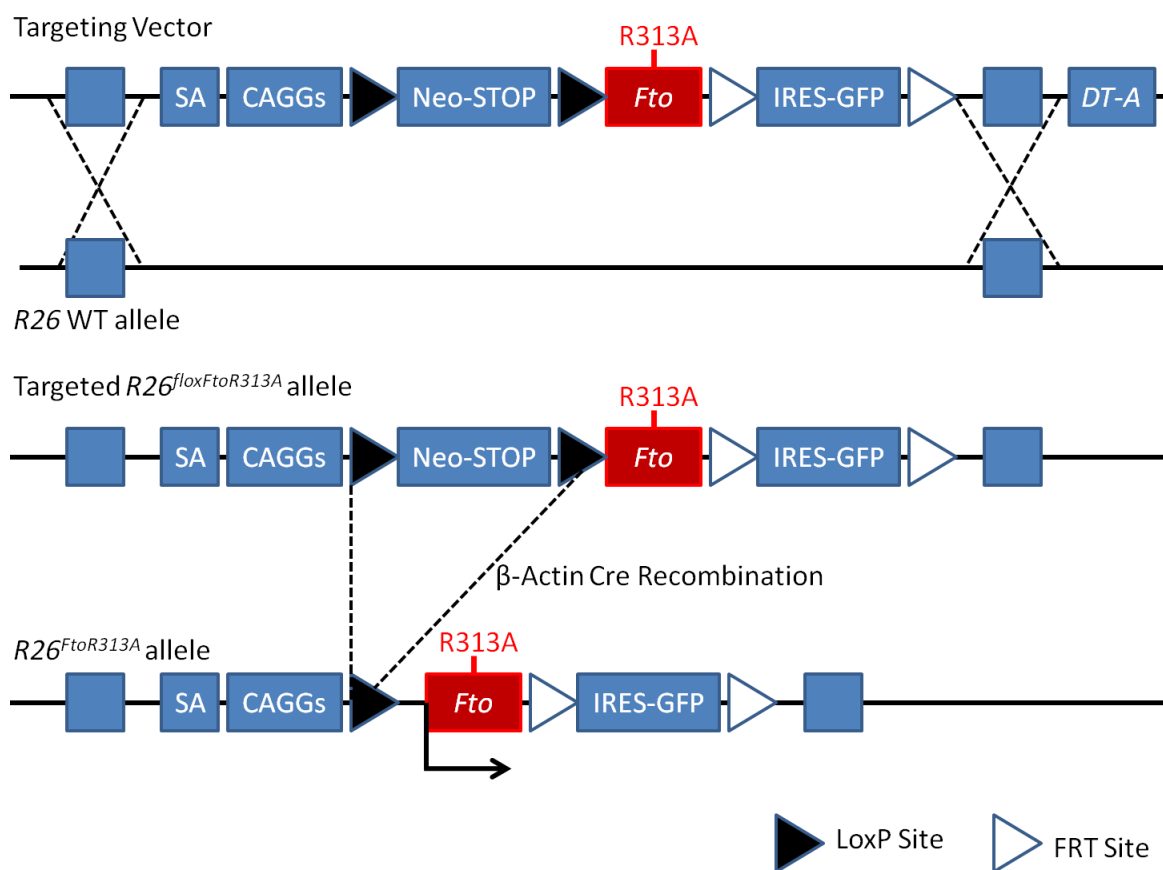 Targeting Vector
R313A
SA CAGGs Neo-STOP Fto IRES-GFP DT-A
R26 WT allele
Targeted R26floxFtoR313A allele
R313A
SA CAGGs Neo-STOP Fto IRES-GFP
β-Actin Cre Recombination
R26FtoR313A allele
R313A
SA CAGGs Fto IRES-GFP
LoxP Site FRT Site